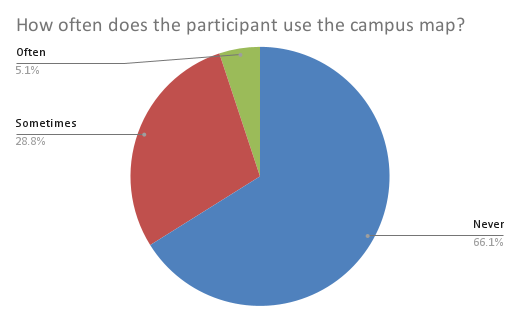 How often does the participant use the campus map?
Often
5.1%
Sometimes
28.8%
Never
66.1%